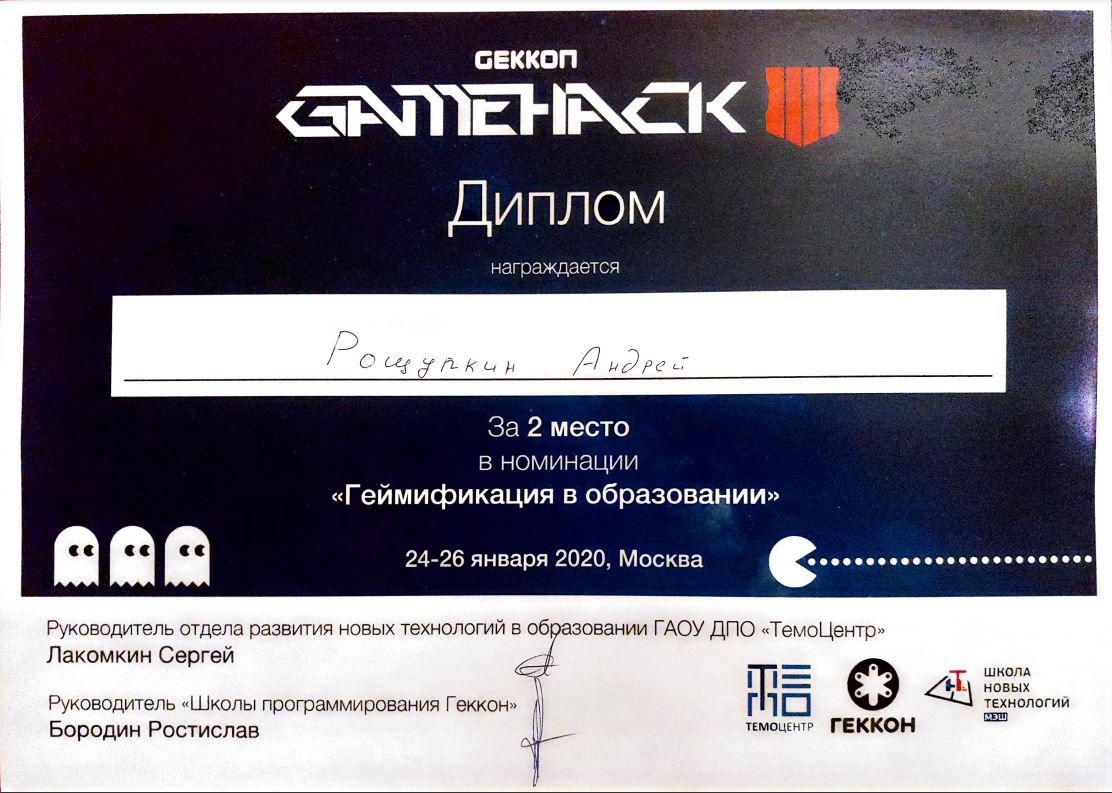 GEKKON
GAMEHACK
Диплом
награждается
Рощупкин Андрей
За 2 место
в номинации
«Геймификация в образовании»
24-26 января 2020, Москва
Руководитель отдела развития новых технологий в образовании ГАОУ ДПО «ТемоЦентр»
Лакомкин Сергей
Руководитель «Школы программирования Геккон»
Бородин Ростислав
ТЕМО
ТЕМОЦЕНТР
ГЕККОН
ШКОЛА
НОВЫХ
ТЕХНОЛОГИЙ
МЭШ